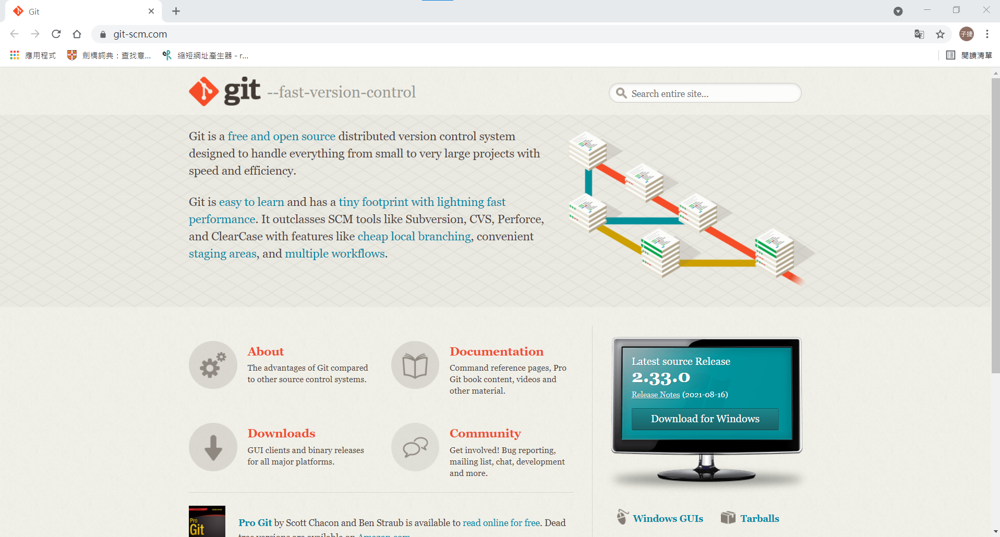 Git
git-scm.com
子捷
應用程式
劍橋詞典：查找意...
縮短網址產生器 - r...
閱讀清單
git --fast-version-control
Search entire site...
Git is a free and open source distributed version control system
designed to handle everything from small to very large projects with
speed and efficiency.
Git is easy to learn and has a tiny footprint with lightning fast
performance. It outclasses SCM tools like Subversion, CVS, Perforce,
and ClearCase with features like cheap local branching, convenient
staging areas, and multiple workflows.
About
The advantages of Git compared
to other source control systems.
Documentation
Command reference pages, Pro
Git book content, videos and
other material.
Downloads
GUI clients and binary releases
for all major platforms.
Community
Get involved! Bug reporting,
mailing list, chat, development
and more.
Latest source Release
2.33.0
Release Notes (2021-08-16)
Download for Windows
Windows GUIs
Tarballs
Pro
Git
Pro Git by Scott Chacon and Ben Straub is available to read online for free. Dead
tree versions are available on Amazon.com.